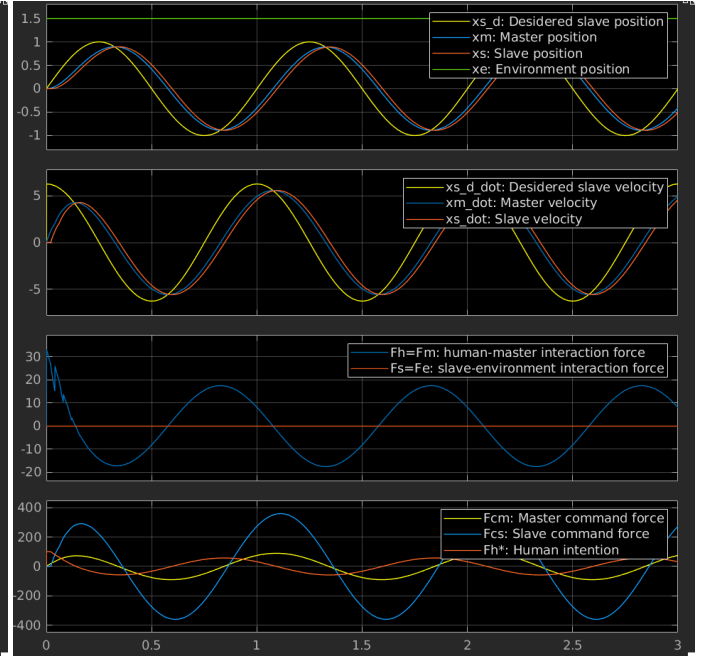 1.5
1
0.5
0
-0.5
-1
xs_d: Desidered slave position
xm: Master position
xs: Slave position
xe: Environment position
5
0
-5
xs_d_dot: Desidered slave velocity
xm_dot: Master velocity
xs_dot: Slave velocity
30
20
10
0
-10
-20
Fh=Fm: human-master interaction force
Fs=Fe: slave-environment interaction force
400
200
0
-200
-400
Fcm: Master command force
Fcs: Slave command force
Fh*: Human intention
0 0.5 1 1.5 2 2.5 3